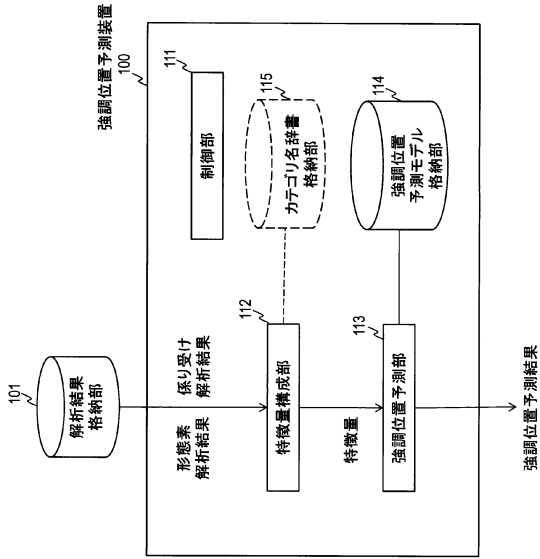 強調位置予測装置
100
101
解析結果
格納部
111
制御部
形態素
解析結果
係り受け
解析結果
112
特徴量構成部
115
カテゴリ名辞書
格納部
特徴量
113
強調位置予測部
114
強調位置
予測モデル
格納部
強調位置予測結果